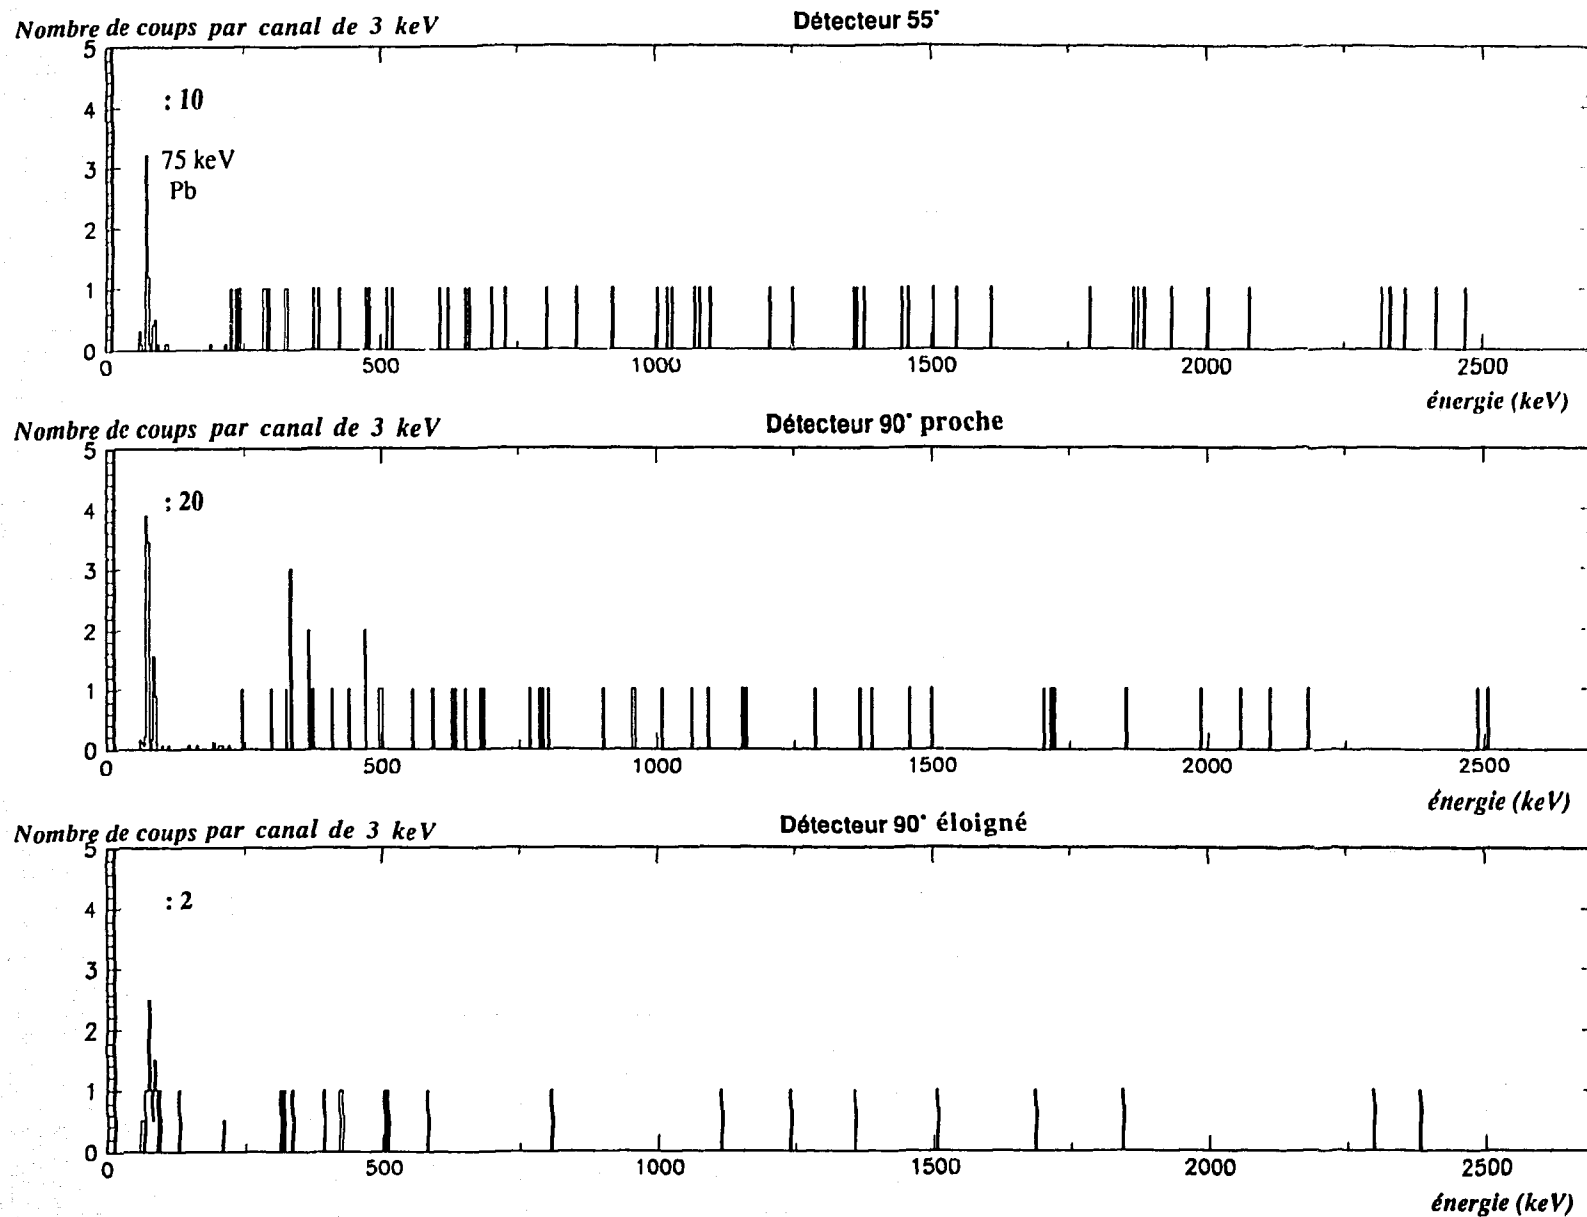 Détecteur 55°
Nombre de coups par canal de 3 keV
5
4
3
2
1
0
: 10
75 keV
Pb
0 500 1000 1500 2000 2500
énergie (keV)
Détecteur 90° proche
Nombre de coups par canal de 3 keV
5
4
3
2
1
0
: 20
0 500 1000 1500 2000 2500
énergie (keV)
Détecteur 90° éloigné
Nombre de coups par canal de 3 keV
5
4
3
2
1
0
: 2
0 500 1000 1500 2000 2500
énergie (keV)